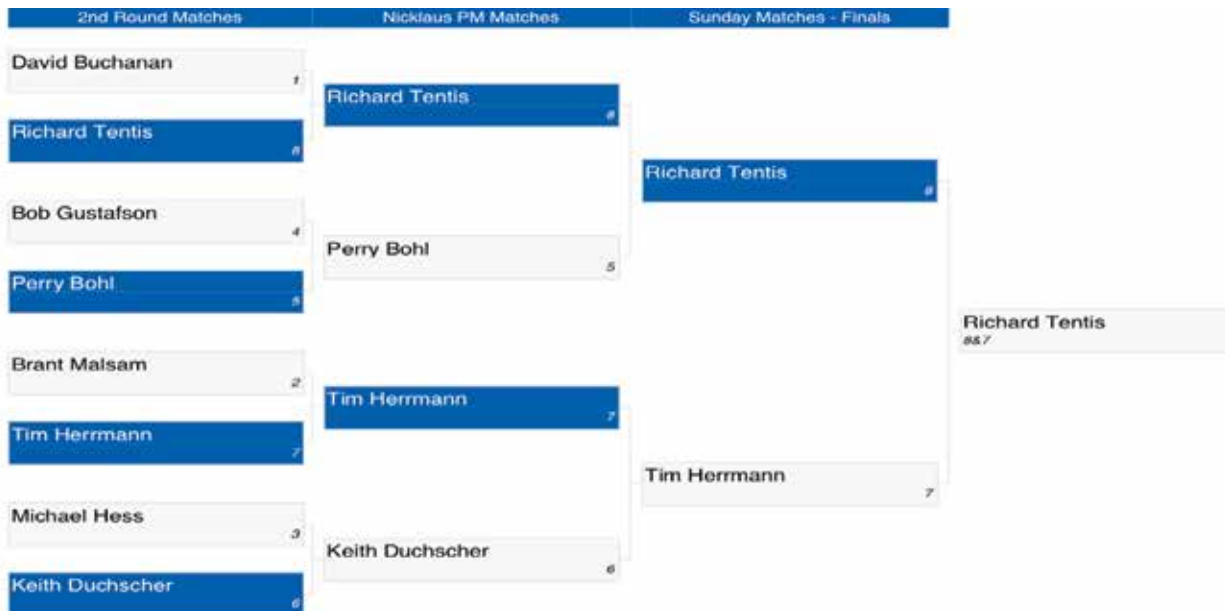 2nd Round Matches
Nicklaus PM Matches
Sunday Matches - Finals
David Buchanan
1
Richard Tentis
8
Bob Gustafson
4
Perry Bohl
5
Brant Malsam
2
Tim Herrmann
7
Michael Hess
3
Keith Duchscher
6
Richard Tentis
8
Perry Bohl
5
Tim Herrmann
7
Keith Duchscher
6
Richard Tentis
8
Tim Herrmann
7
Richard Tentis
8&7